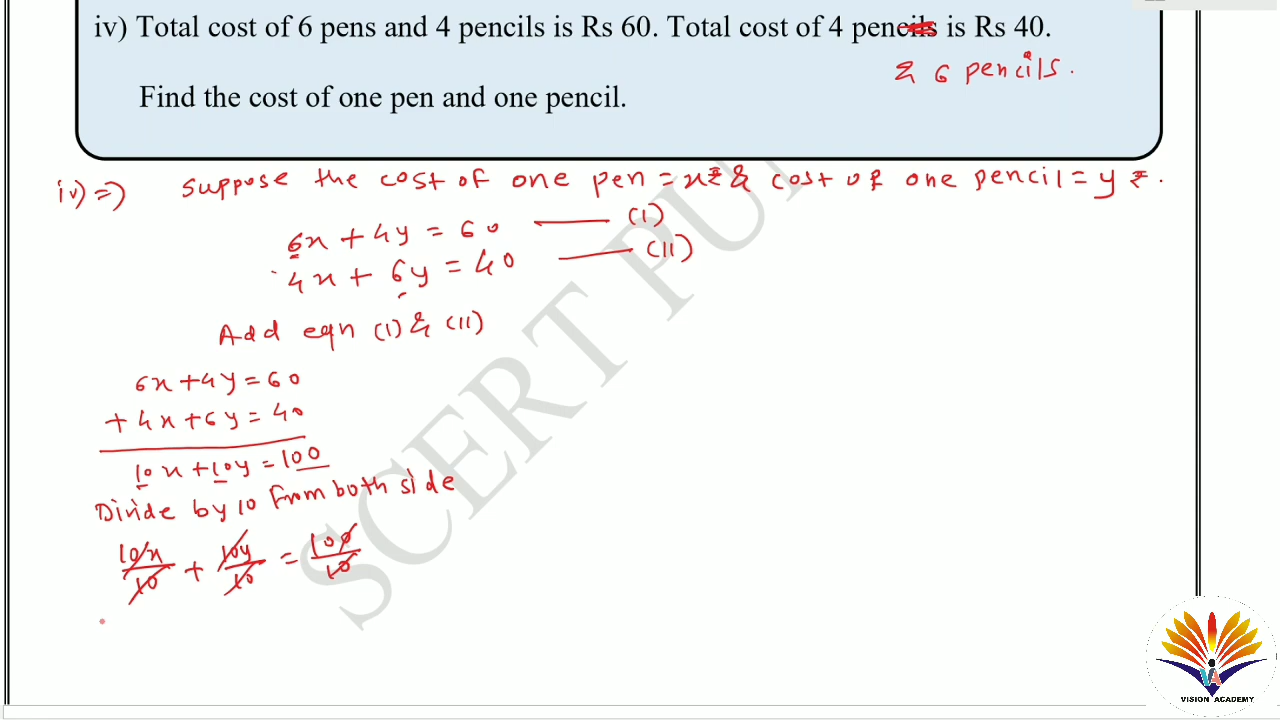 iv) Total cost of 6 pens and 4 pencils is Rs 60. Total cost of 4 pencils is Rs 40.
& 6 pencils.
Find the cost of one pen and one pencil.
iv) ⇒) suppose the cost of one pen = x₹ & cost of one pencil = y ₹.
6x + 4y = 60 —— (I)
4x + 6y = 40 —— (II)
Add eqn (I) & (II)
6x + 4y = 60
+ 4x + 6y = 40
10x + 10y = 100
Divide by 10 from both side
10x/10 + 10y/10 = 100/10
SCERT PU
VA
VISION ACADEMY